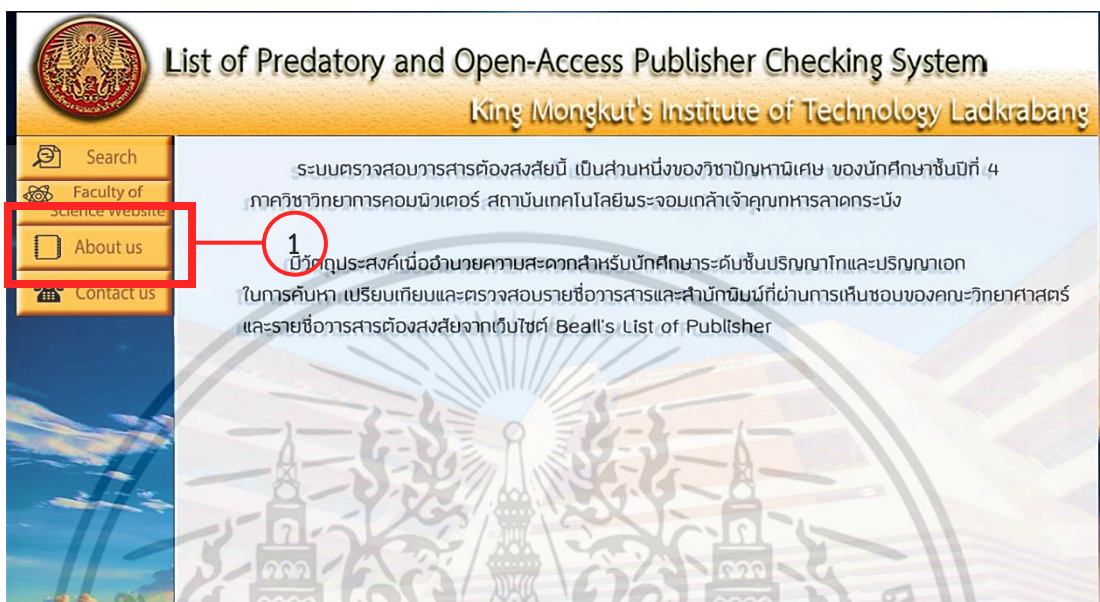 List of Predatory and Open-Access Publisher Checking System
King Mongkut's Institute of Technology Ladkrabang
Search
Faculty of
Science Website
About us
Contact us
1
ระบบตรวจสอบวารสารต้องสงสัยนี้ เป็นส่วนหนึ่งของวิชาปัญหาพิเศษ ของนักศึกษาชั้นปีที่ 4
ภาควิชาวิทยาการคอมพิวเตอร์ สถาบันเทคโนโลยีพระจอมเกล้าเจ้าคุณทหารลาดกระบัง
มีวัตถุประสงค์เพื่ออำนวยความสะดวกสำหรับนักศึกษาระดับชั้นปริญญาโทและปริญญาเอก
ในการค้นหา เปรียบเทียบและตรวจสอบรายชื่อวารสารและสำนักพิมพ์ที่ผ่านการเห็นชอบของคณะวิทยาศาสตร์
และรายชื่อวารสารต้องสงสัยจากเว็บไซต์ Beall's List of Publisher